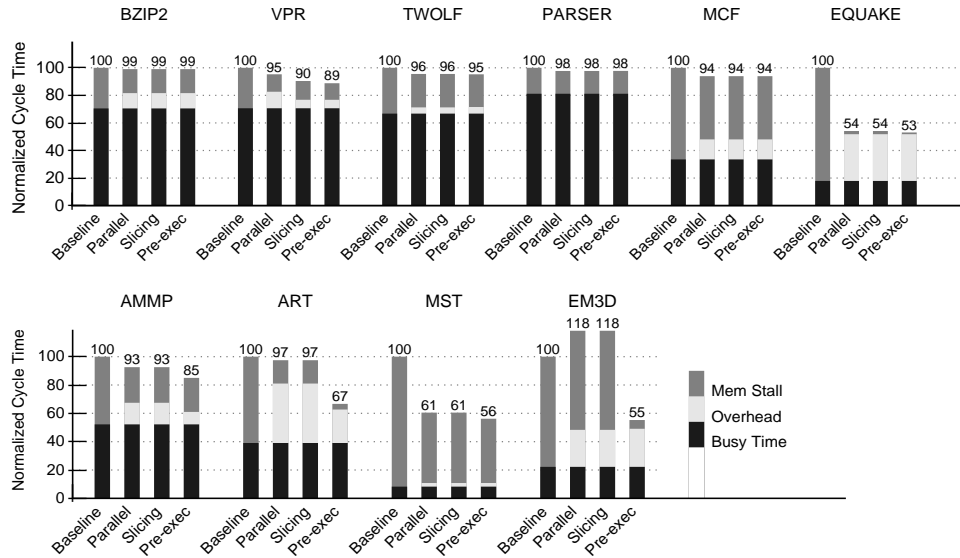 BZIP2 VPR TWOLF PARSER MCF EQUAKE
Normalized Cycle Time
100
80
60
40
20
0
100 99 99 99
100 95 90 89
100 96 96 95
100 98 98 98
100 94 94 94
100 54 54 53
Baseline Parallel Slicing Pre-exec
Baseline Parallel Slicing Pre-exec
Baseline Parallel Slicing Pre-exec
Baseline Parallel Slicing Pre-exec
Baseline Parallel Slicing Pre-exec
Baseline Parallel Slicing Pre-exec
AMMP ART MST EM3D
Normalized Cycle Time
100
80
60
40
20
0
100 93 93 85
100 97 97 67
100 61 61 56
100 118 118 55
Baseline Parallel Slicing Pre-exec
Baseline Parallel Slicing Pre-exec
Baseline Parallel Slicing Pre-exec
Baseline Parallel Slicing Pre-exec
Mem Stall
Overhead
Busy Time